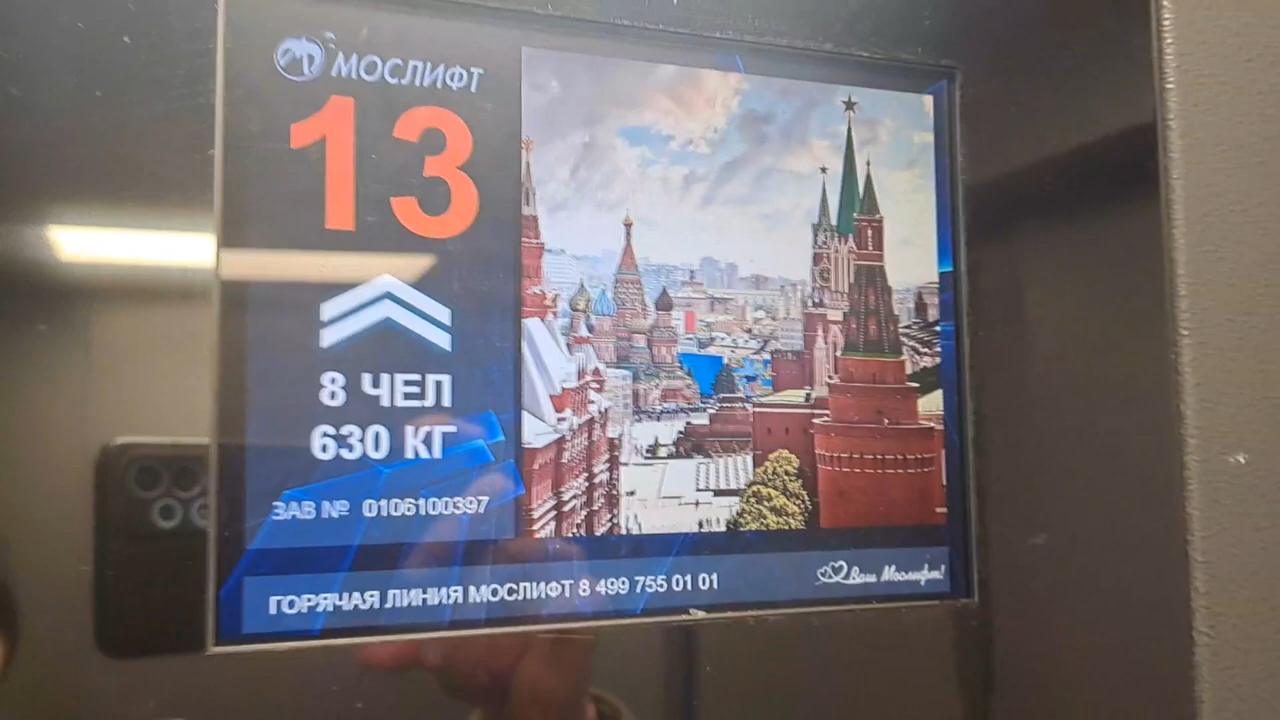 МОСЛИФТ
13
8 ЧЕЛ
630 КГ
ЗАВ № 0106100397
ГОРЯЧАЯ ЛИНИЯ МОСЛИФТ 8 499 755 01 01
Ваш Мослифт!